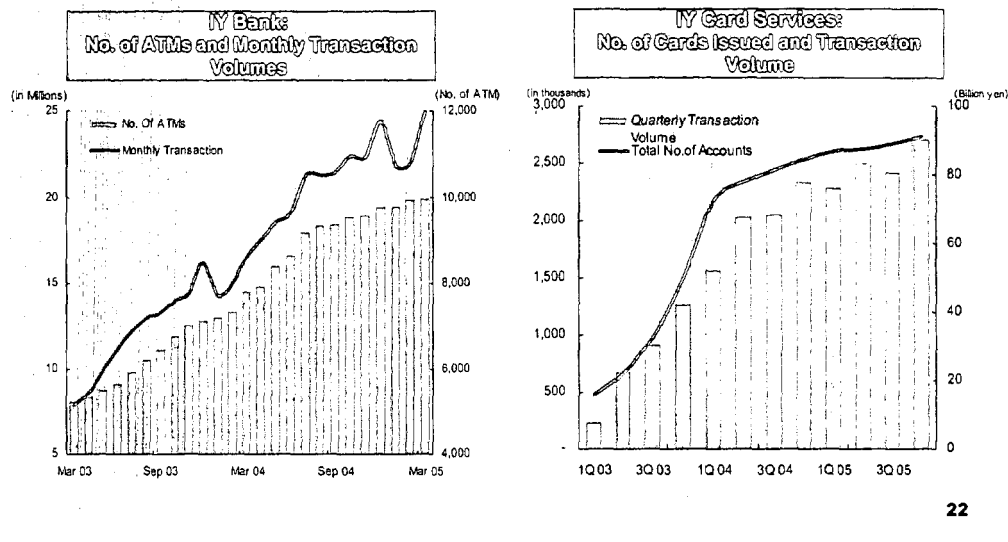 IY Bank:
No. of ATMs and Monthly Transaction
Volumes
(in Millions)
(No. of ATM)
25
20
15
10
5
12,000
10,000
8,000
6,000
4,000
No. Of ATMs
Monthly Transaction
Mar 03
Sep 03
Mar 04
Sep 04
Mar 05
IY Card Services:
No. of Cards Issued and Transaction
Volume
(in thousands)
(Billion yen)
3,000
2,500
2,000
1,500
1,000
500
-
100
80
60
40
20
0
Quarterly Transaction
Volume
Total No. of Accounts
1Q 03
3Q 03
1Q 04
3Q 04
1Q 05
3Q 05
22